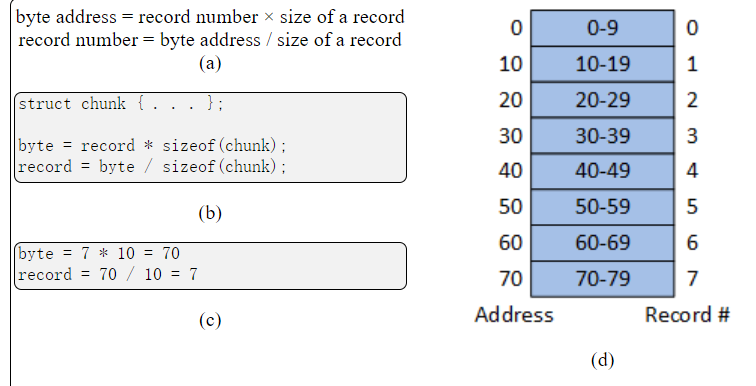 byte address = record number × size of a record
record number = byte address / size of a record
(a)
struct chunk { . . . };
byte = record * sizeof(chunk);
record = byte / sizeof(chunk);
(b)
byte = 7 * 10 = 70
record = 70 / 10 = 7
(c)
0 0-9 0
10 10-19 1
20 20-29 2
30 30-39 3
40 40-49 4
50 50-59 5
60 60-69 6
70 70-79 7
Address Record #
(d)